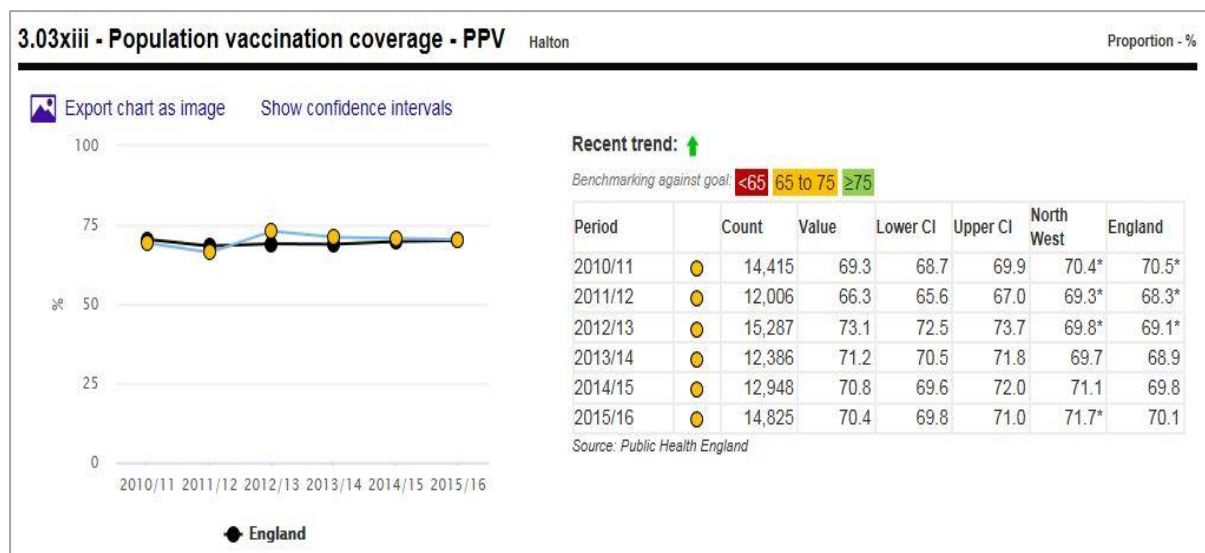 3.03xiii - Population vaccination coverage - PPV Halton Proportion - %
Export chart as image Show confidence intervals
100
75
%
50
25
0
2010/11 2011/12 2012/13 2013/14 2014/15 2015/16
England
Recent trend:
Benchmarking against goal: <65 65 to 75 ≥75
Period Count Value Lower CI Upper CI North West England
2010/11 14,415 69.3 68.7 69.9 70.4* 70.5*
2011/12 12,006 66.3 65.6 67.0 69.3* 68.3*
2012/13 15,287 73.1 72.5 73.7 69.8* 69.1*
2013/14 12,386 71.2 70.5 71.8 69.7 68.9
2014/15 12,948 70.8 69.6 72.0 71.1 69.8
2015/16 14,825 70.4 69.8 71.0 71.7* 70.1
Source: Public Health England